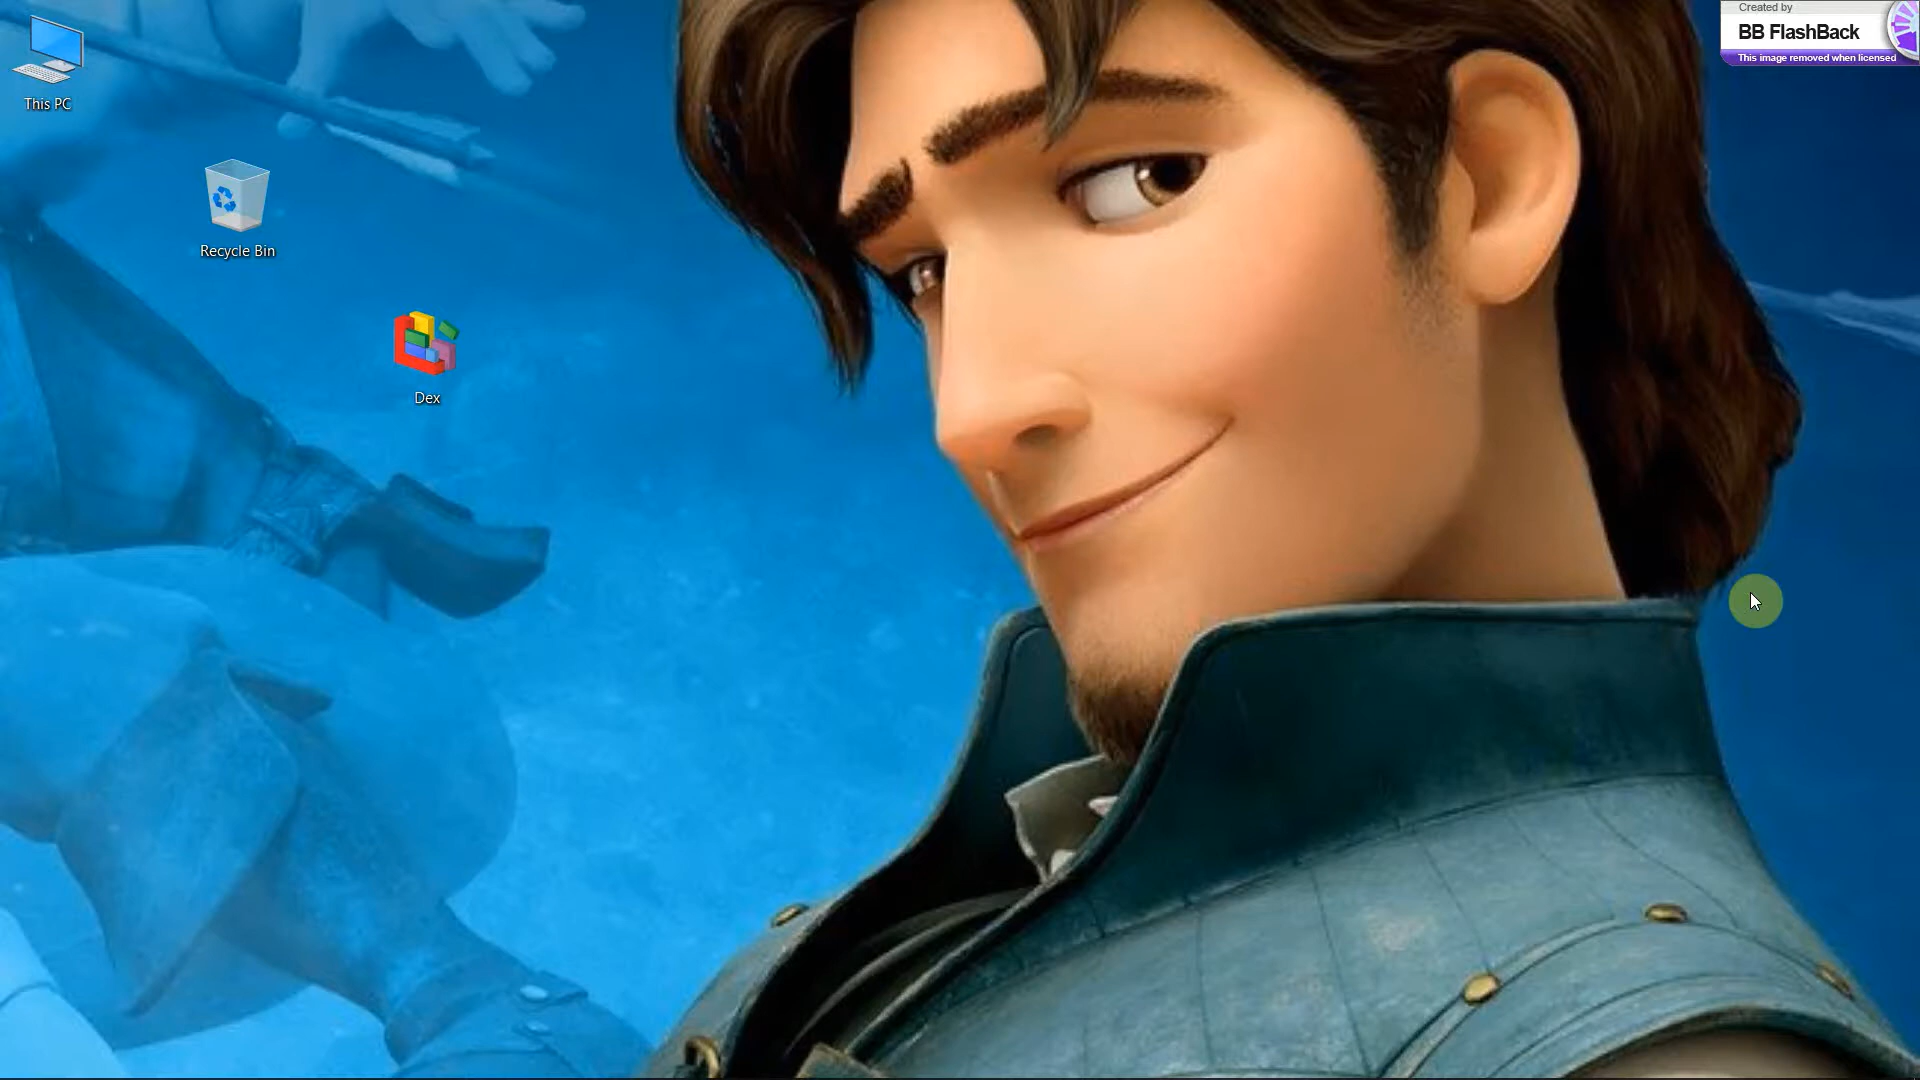 Created by
BB FlashBack
This image removed when licensed
This PC
Recycle Bin
Dex